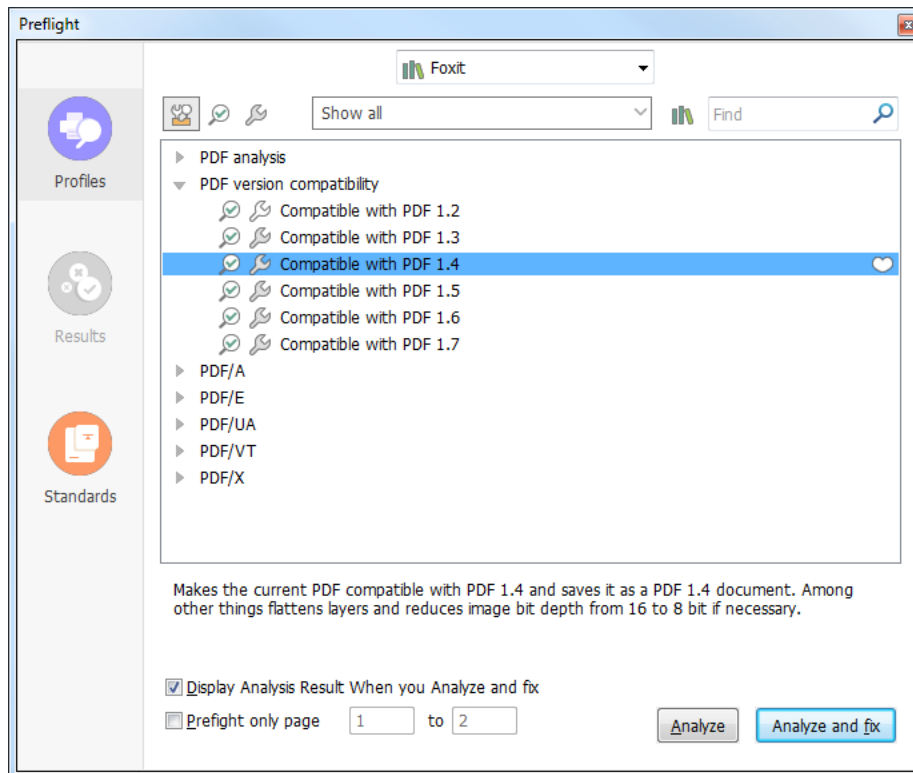 Preflight
Foxit
Show all
Find
Profiles
Results
Standards
PDF analysis
PDF version compatibility
Compatible with PDF 1.2
Compatible with PDF 1.3
Compatible with PDF 1.4
Compatible with PDF 1.5
Compatible with PDF 1.6
Compatible with PDF 1.7
PDF/A
PDF/E
PDF/UA
PDF/VT
PDF/X
Makes the current PDF compatible with PDF 1.4 and saves it as a PDF 1.4 document. Among
other things flattens layers and reduces image bit depth from 16 to 8 bit if necessary.
Display Analysis Result When you Analyze and fix
Prefight only page 1 to 2
Analyze Analyze and fix